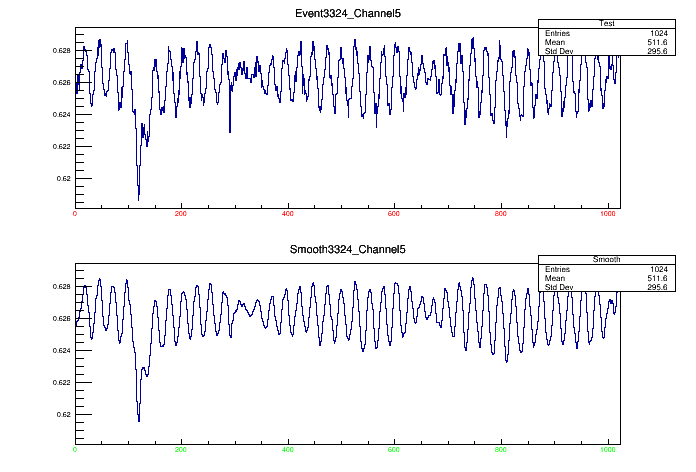 Event3324_Channel5
Test
Entries 1024
Mean 511.6
Std Dev 295.6
0.628
0.626
0.624
0.622
0.62
0 200 400 600 800 1000
Smooth3324_Channel5
Smooth
Entries 1024
Mean 511.6
Std Dev 295.6
0.628
0.626
0.624
0.622
0.62
0 200 400 600 800 1000